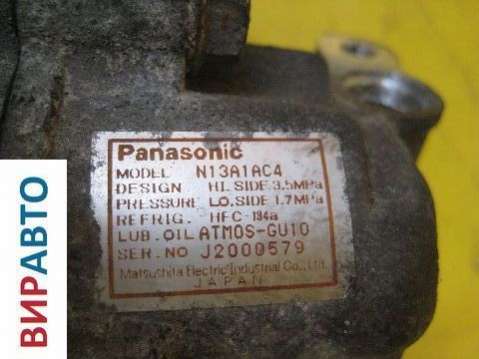 Panasonic
MODEL N13A1AC4
DESIGN HI.SIDE 3.5MPa
PRESSURE LO.SIDE 1.7MPa
REFRIG. HFC-134a
LUB. OIL ATMOS-GU10
SER.NO J2000579
Matsushita Electric Industrial Co., Ltd.
JAPAN
ВИРАВТО